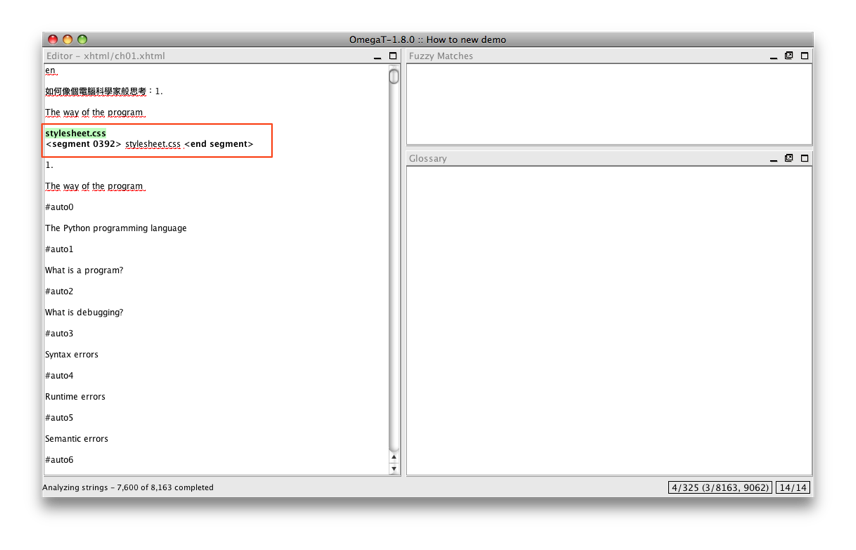 OmegaT-1.8.0 :: How to new demo
Editor - xhtml/ch01.xhtml
en
如何像個電腦科學家般思考：1.
The way of the program
stylesheet.css
<segment 0392> stylesheet.css <end segment>
1.
The way of the program
#auto0
The Python programming language
#auto1
What is a program?
#auto2
What is debugging?
#auto3
Syntax errors
#auto4
Runtime errors
#auto5
Semantic errors
#auto6
Fuzzy Matches
Glossary
Analyzing strings - 7,600 of 8,163 completed
4/325 (3/8163, 9062) 14/14